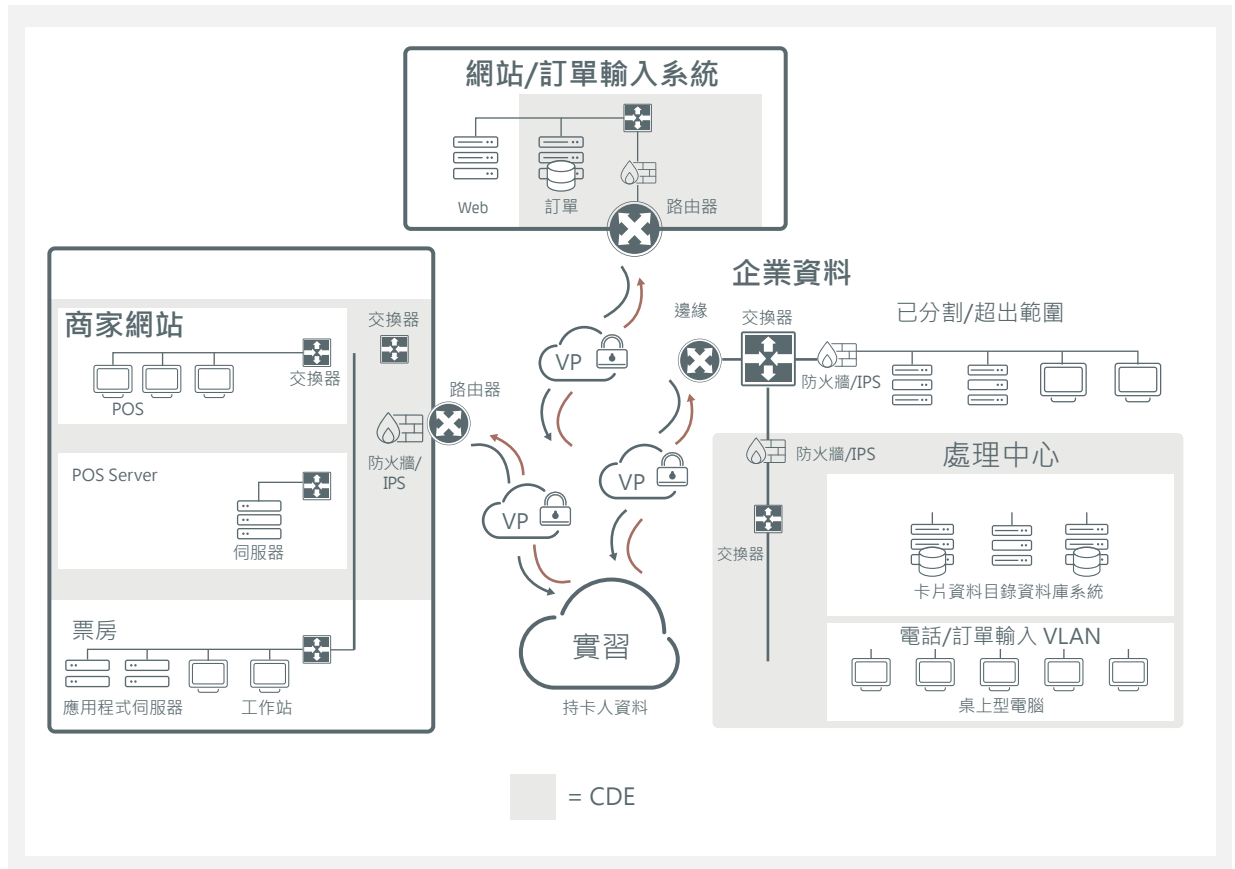 網站/訂單輸入系統
Web
訂單
路由器
企業資料
商家網站
交換器
交換器
POS
路由器
防火牆/
IPS
POS Server
伺服器
票房
應用程式伺服器
工作站
VP
VP
VP
實習
持卡人資料
邊緣
交換器
已分割/超出範圍
防火牆/IPS
防火牆/IPS
處理中心
交換器
卡片資料目錄資料庫系統
電話/訂單輸入 VLAN
桌上型電腦
= CDE